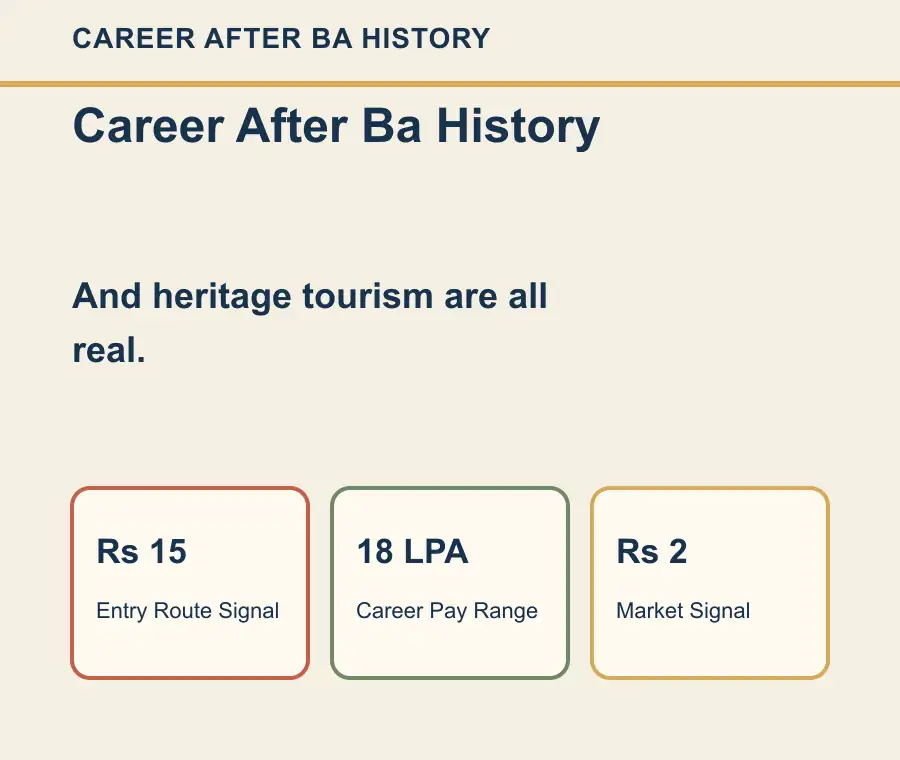 CAREER AFTER BA HISTORY
Career After Ba History
And heritage tourism are all
real.
Rs 15
Entry Route Signal
18 LPA
Career Pay Range
Rs 2
Market Signal